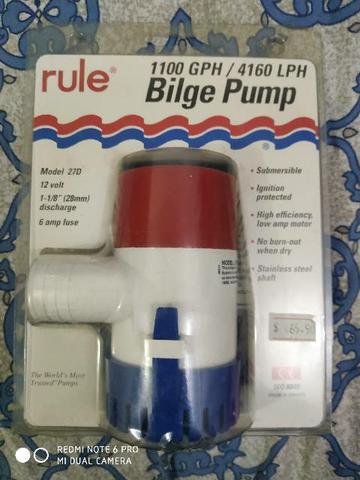 rule®
1100 GPH / 4160 LPH
Bilge Pump
Model 27D
12 volt
1-1/8" (28mm)
discharge
6 amp fuse
• Submersible
• Ignition
protected
• High efficiency,
low amp motor
• No burn-out
when dry
• Stainless steel
shaft
The World's Most
Trusted Pumps
REDMI NOTE 6 PRO
MI DUAL CAMERA